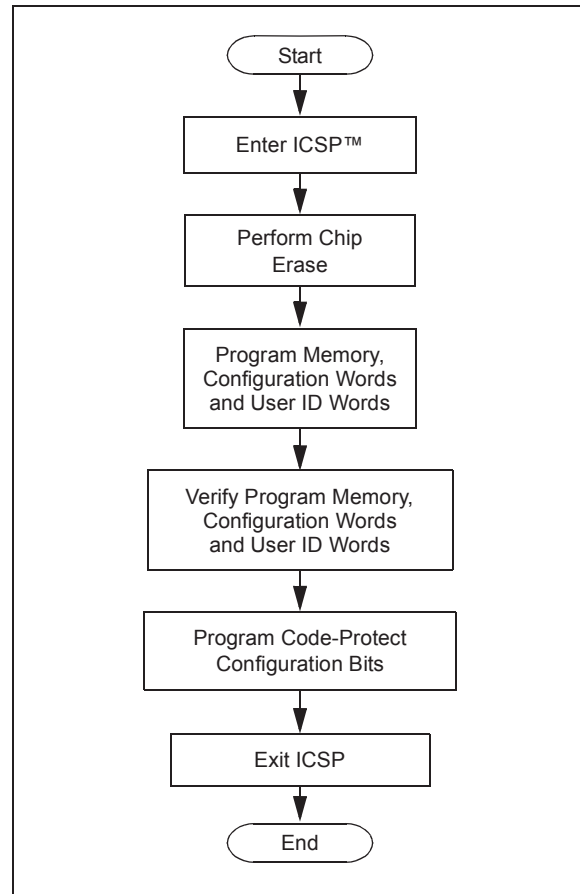 Start
Enter ICSP™
Perform Chip
Erase
Program Memory,
Configuration Words
and User ID Words
Verify Program Memory,
Configuration Words
and User ID Words
Program Code-Protect
Configuration Bits
Exit ICSP
End